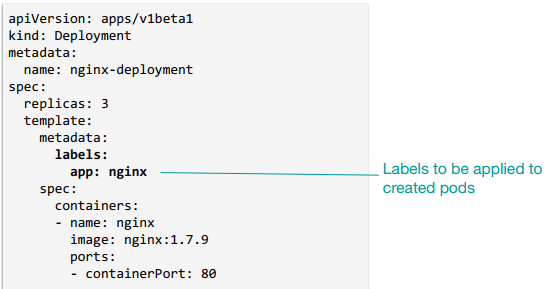 apiVersion: apps/v1beta1
kind: Deployment
metadata:
  name: nginx-deployment
spec:
  replicas: 3
  template:
    metadata:
      labels:
        app: nginx
    spec:
      containers:
      - name: nginx
        image: nginx:1.7.9
        ports:
        - containerPort: 80
Labels to be applied to
created pods